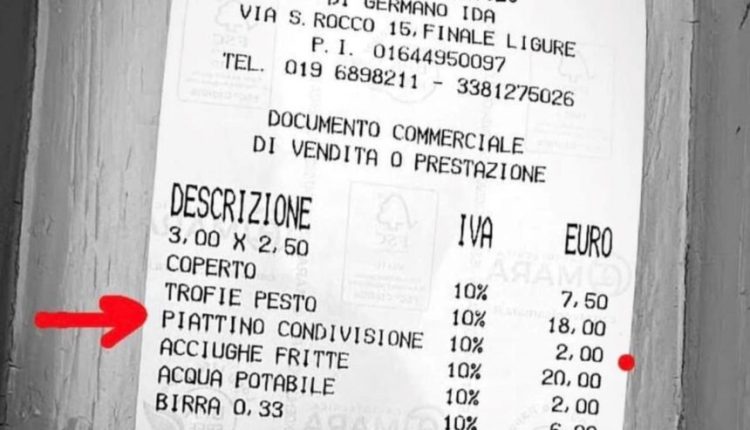 DI GERMANO IDA
VIA S. ROCCO 15, FINALE LIGURE
P. I. 01644950097
TEL. 019 6898211 - 3381275026
DOCUMENTO COMMERCIALE
DI VENDITA O PRESTAZIONE
DESCRIZIONE IVA EURO
3,00 X 2,50
COPERTO 10% 7,50
TROFIE PESTO 10% 18,00
PIATTINO CONDIVISIONE 10% 2,00
ACCIUGHE FRITTE 10% 20,00
ACQUA POTABILE 10% 2,00
BIRRA 0,33 10%